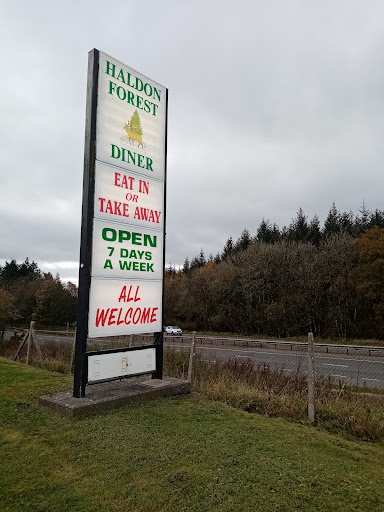 HALDON
FOREST
DINER
EAT IN
OR
TAKE AWAY
OPEN
7 DAYS
A WEEK
ALL
WELCOME